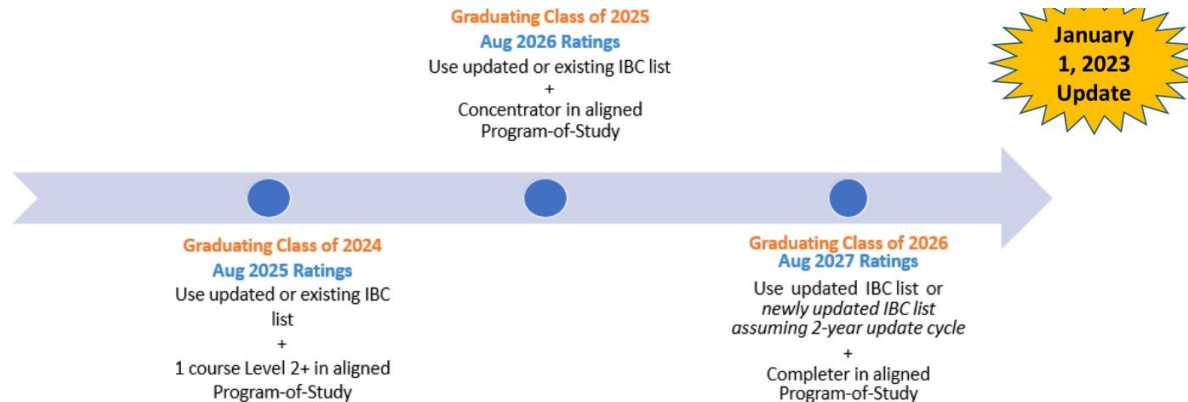 Graduating Class of 2025
Aug 2026 Ratings
Use updated or existing IBC list
+
Concentrator in aligned
Program-of-Study
January
1, 2023
Update
Graduating Class of 2024
Aug 2025 Ratings
Use updated or existing IBC
list
+
1 course Level 2+ in aligned
Program-of-Study
Graduating Class of 2026
Aug 2027 Ratings
Use updated IBC list or
newly updated IBC list
assuming 2-year update cycle
+
Completer in aligned
Program-of-Study